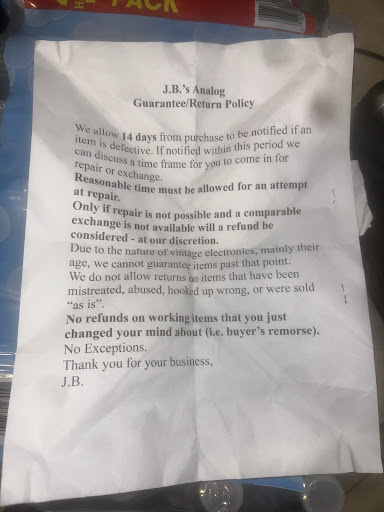 PACK
J.B.'s Analog
Guarantee/Return Policy
We allow 14 days from purchase to be notified if an
item is defective. If notified within this period we
can discuss a time frame for you to come in for
repair or exchange.
Reasonable time must be allowed for an attempt
at repair.
Only if repair is not possible and a comparable
exchange is not available will a refund be
considered - at our discretion.
Due to the nature of vintage electronics, mainly their
age, we cannot guarantee items past that point.
We do not allow returns on items that have been
mistreated, abused, hooked up wrong, or were sold
“as is”.
No refunds on working items that you just
changed your mind about (i.e. buyer's remorse).
No Exceptions.
Thank you for your business,
J.B.